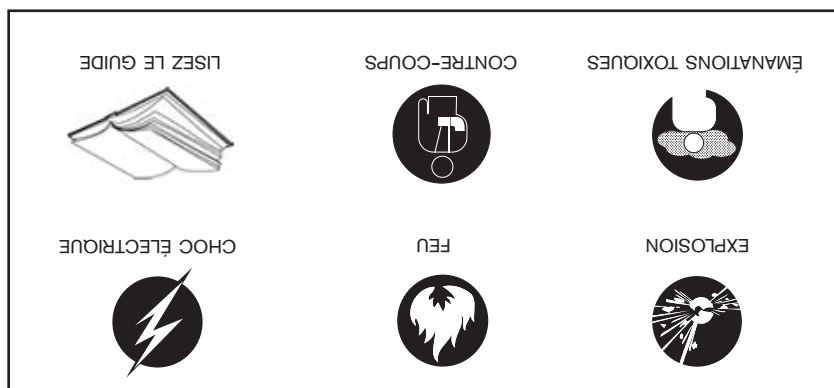 EXPLOSION
FEU
CHOC ÉLECTRIQUE
ÉMANATIONS TOXIQUES
CONTRE-COUPS
LISEZ LE GUIDE